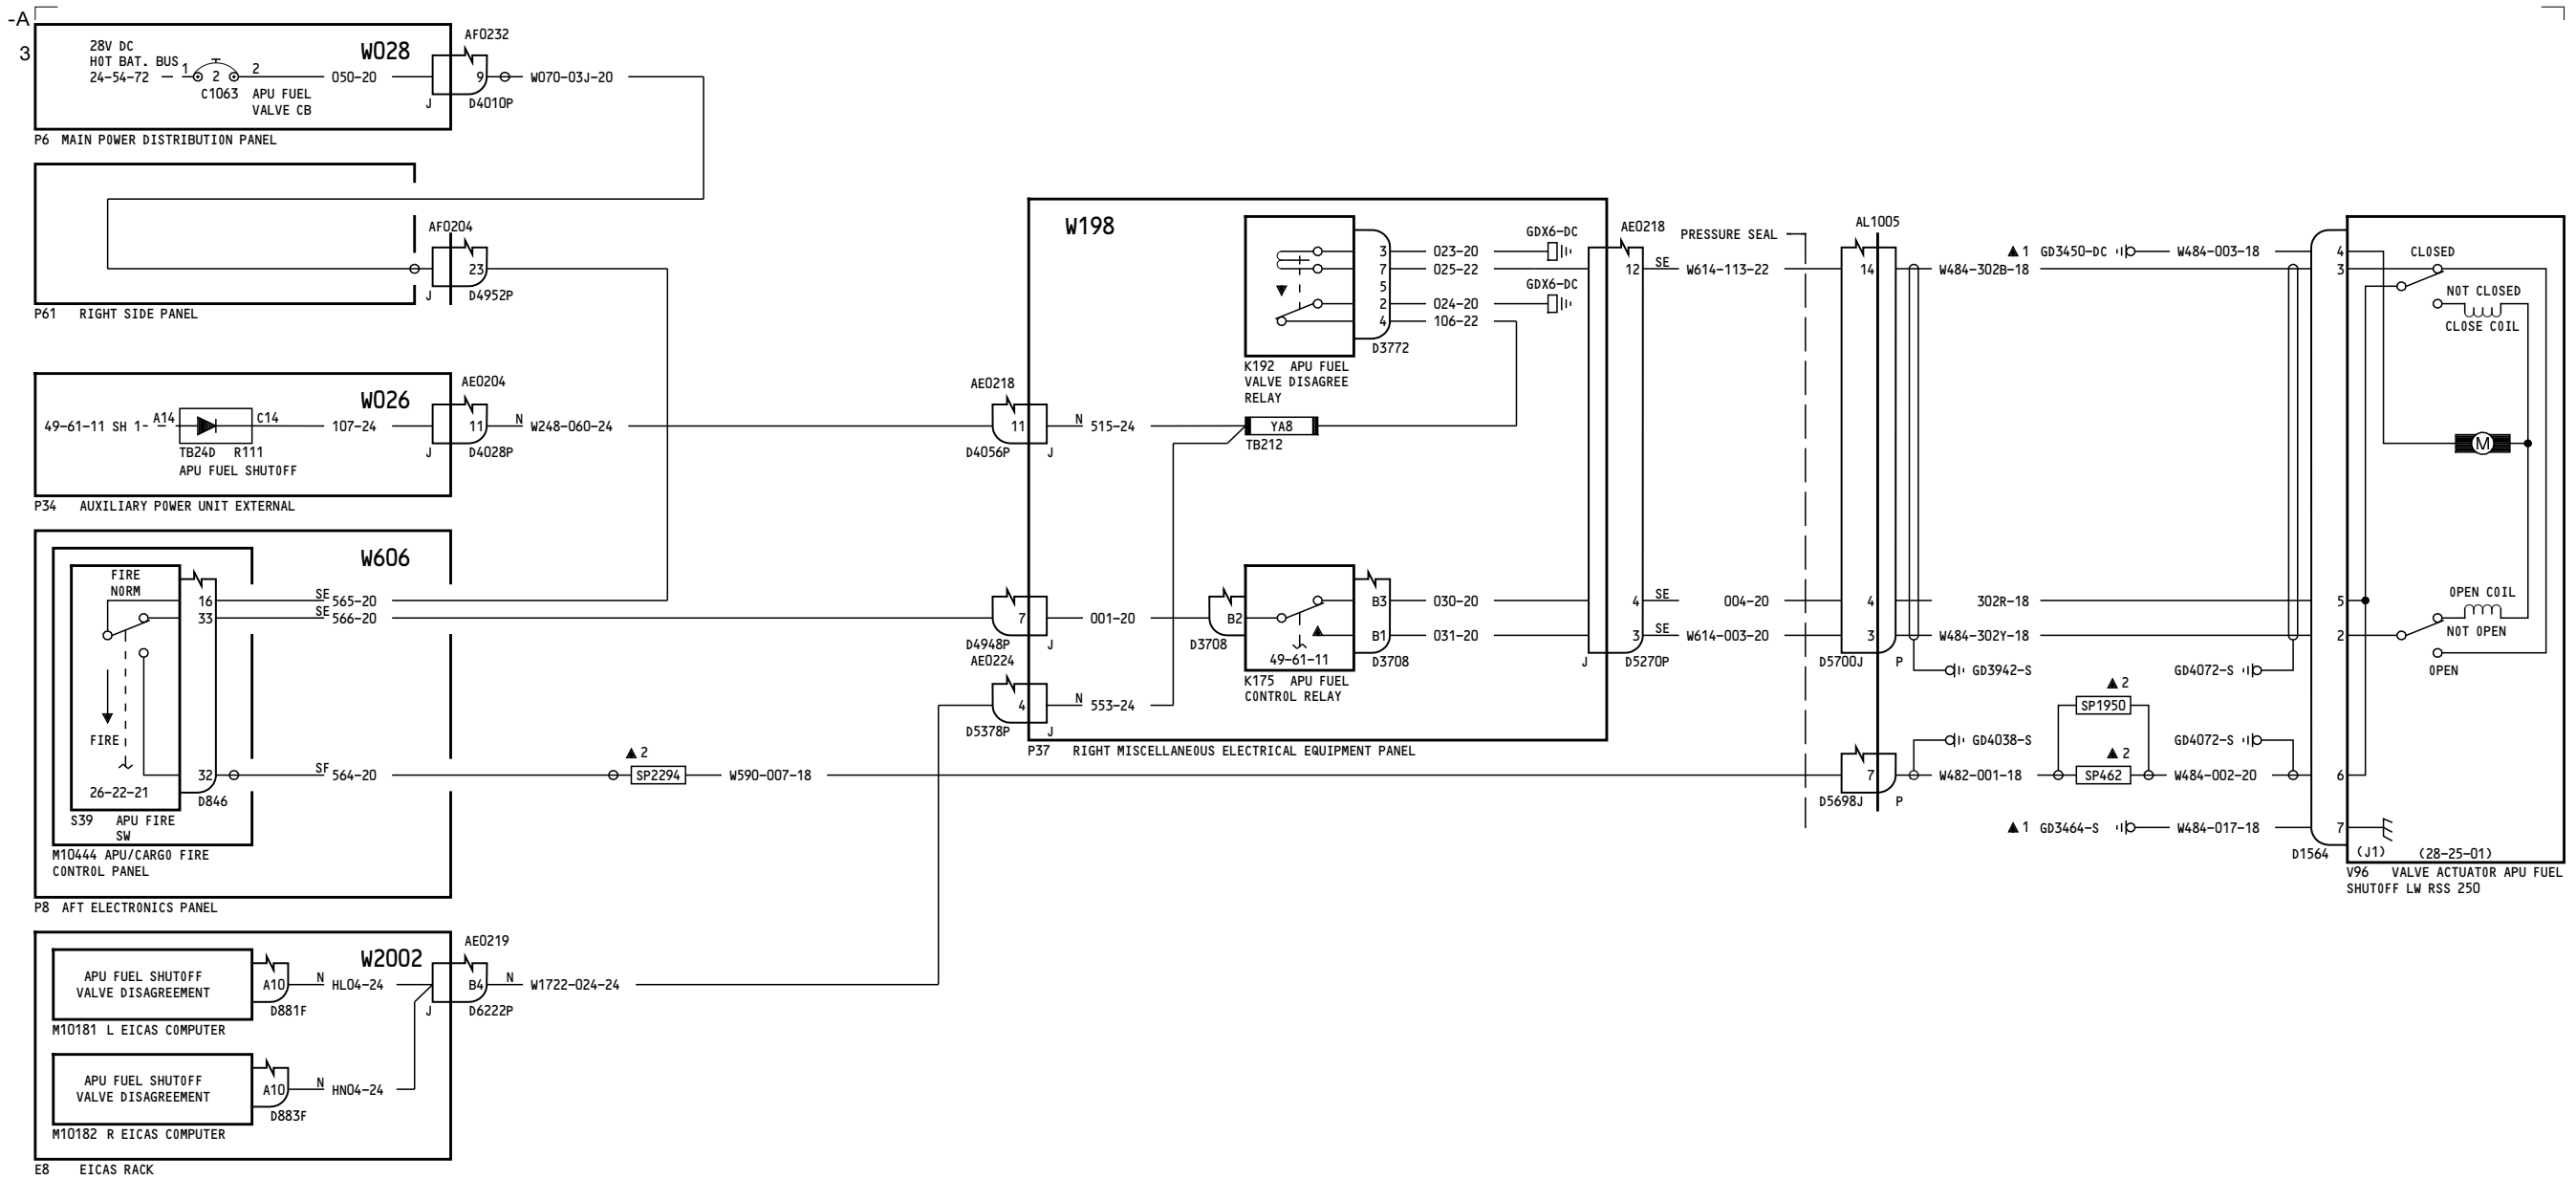 -A
3
28V DC
HOT BAT. BUS
24-54-72
1
2
2
C1063
APU FUEL
VALVE CB
050-20
W028
AF0232
9
J
D4010P
W070-03J-20
P6 MAIN POWER DISTRIBUTION PANEL
AF0204
23
J
D4952P
P61 RIGHT SIDE PANEL
49-61-11 SH 1-
A14
C14
TB24D R111
APU FUEL SHUTOFF
107-24
W026
AE0204
11
J
D4028P
N
W248-060-24
P34 AUXILIARY POWER UNIT EXTERNAL
W606
FIRE
NORM
16
33
SE 565-20
SE 566-20
FIRE
26-22-21
32
D846
SF 564-20
S39 APU FIRE
SW
M10444 APU/CARGO FIRE
CONTROL PANEL
P8 AFT ELECTRONICS PANEL
2
SP2294
W590-007-18
W2002
APU FUEL SHUTOFF
VALVE DISAGREEMENT
A10
D881F
N HL04-24
M10181 L EICAS COMPUTER
APU FUEL SHUTOFF
VALVE DISAGREEMENT
A10
D883F
N HN04-24
M10182 R EICAS COMPUTER
E8 EICAS RACK
AE0219
B4
J
D6222P
N
W1722-024-24
W198
AE0218
11
D4056P
J
N 515-24
7
D4948P
J
001-20
AE0224
4
D5378P
J
N 553-24
K192 APU FUEL
VALVE DISAGREE
RELAY
3
7
5
2
4
D3772
023-20
025-22
024-20
106-22
GDX6-DC
GDX6-DC
YA8
TB212
B2
D3708
49-61-11
B3
B1
D3708
K175 APU FUEL
CONTROL RELAY
030-20
031-20
P37 RIGHT MISCELLANEOUS ELECTRICAL EQUIPMENT PANEL
AE0218
12
4
3
J
D5270P
SE W614-113-22
SE 004-20
SE W614-003-20
PRESSURE SEAL
AL1005
14
4
3
D5700J
P
7
D5698J
P
1 GD3450-DC
W484-003-18
W484-302B-18
302R-18
W484-302Y-18
GD3942-S
GD4072-S
2
SP1950
GD4038-S
2
GD4072-S
W482-001-18
SP462
W484-002-20
1 GD3464-S
W484-017-18
4
3
5
2
6
7
D1564
(J1)
(28-25-01)
CLOSED
NOT CLOSED
CLOSE COIL
M
OPEN COIL
NOT OPEN
OPEN
V96 VALVE ACTUATOR APU FUEL
SHUTOFF LW RSS 250